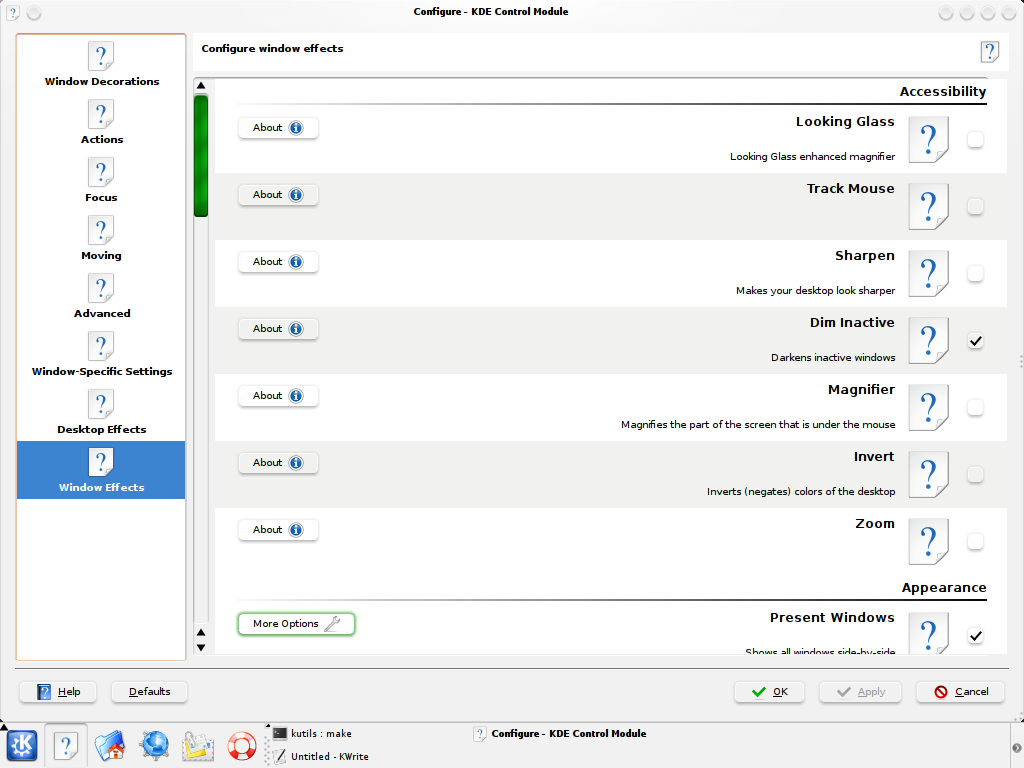 Configure - KDE Control Module
Window Decorations
Actions
Focus
Moving
Advanced
Window-Specific Settings
Desktop Effects
Window Effects
Configure window effects
Accessibility
About
Looking Glass
Looking Glass enhanced magnifier
About
Track Mouse
About
Sharpen
Makes your desktop look sharper
About
Dim Inactive
Darkens inactive windows
About
Magnifier
Magnifies the part of the screen that is under the mouse
About
Invert
Inverts (negates) colors of the desktop
About
Zoom
Appearance
More Options
Present Windows
Shows all windows side-by-side
Help
Defaults
OK
Apply
Cancel
kutils : make
Untitled - KWrite
Configure - KDE Control Module